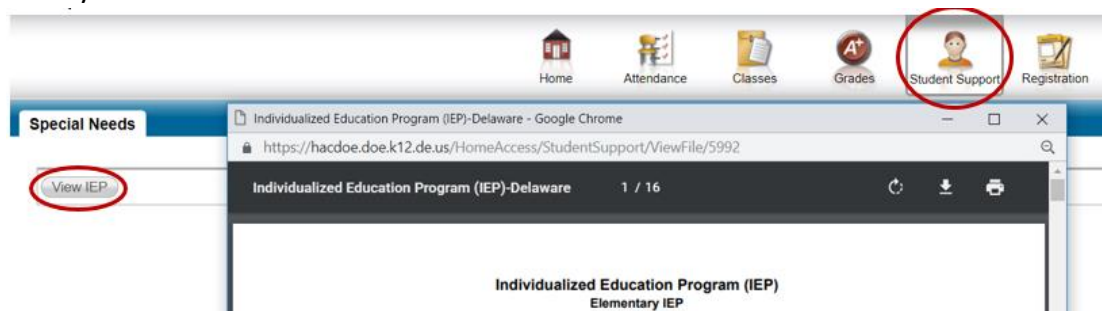 Home Attendance Classes Grades Student Support Registration
A+
Special Needs
Individualized Education Program (IEP)-Delaware - Google Chrome
https://hacdoe.doe.k12.de.us/HomeAccess/StudentSupport/ViewFile/5992
View IEP
Individualized Education Program (IEP)-Delaware 1 / 16
Individualized Education Program (IEP)
Elementary IEP